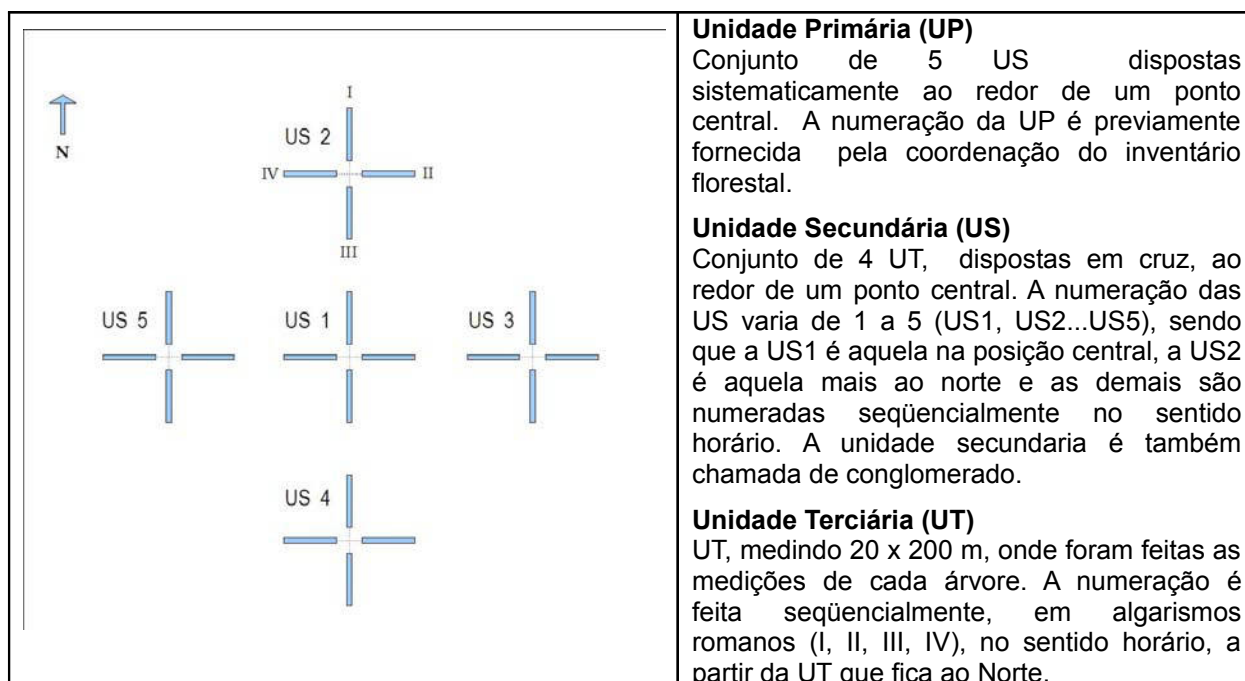 N
I
US 2
IV
II
III
US 5
US 1
US 3
US 4
Unidade Primária (UP)
Conjunto de 5 US dispostas
sistematicamente ao redor de um ponto
central. A numeração da UP é previamente
fornecida pela coordenação do inventário
florestal.
Unidade Secundária (US)
Conjunto de 4 UT, dispostas em cruz, ao
redor de um ponto central. A numeração das
US varia de 1 a 5 (US1, US2...US5), sendo
que a US1 é aquela na posição central, a US2
é aquela mais ao norte e as demais são
numeradas seqüencialmente no sentido
horário. A unidade secundaria é também
chamada de conglomerado.
Unidade Terciária (UT)
UT, medindo 20 x 200 m, onde foram feitas as
medições de cada árvore. A numeração é
feita seqüencialmente, em algarismos
romanos (I, II, III, IV), no sentido horário, a
partir da UT que fica ao Norte.